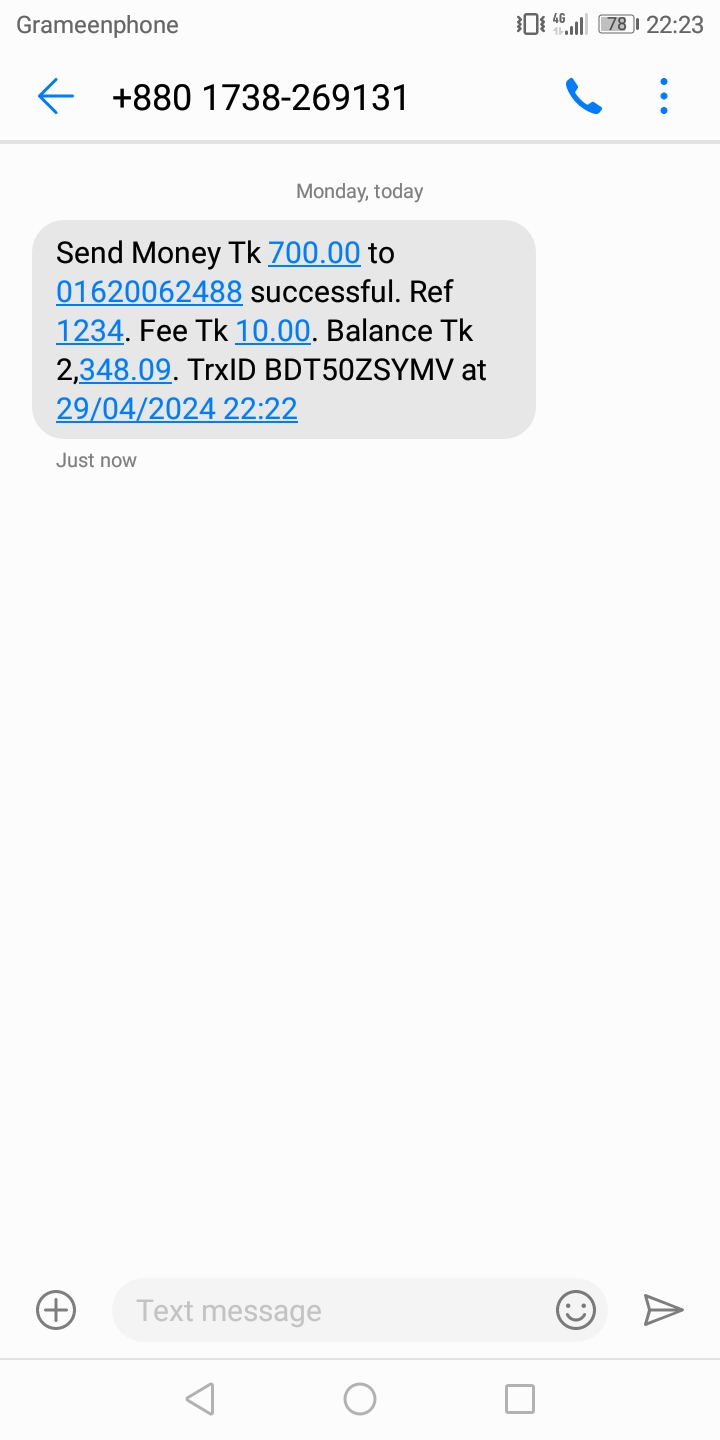 Grameenphone 4G 78 22:23
+880 1738-269131
Monday, today
Send Money Tk 700.00 to
01620062488 successful. Ref
1234. Fee Tk 10.00. Balance Tk
2,348.09. TrxID BDT50ZSYMV at
29/04/2024 22:22
Just now
Text message